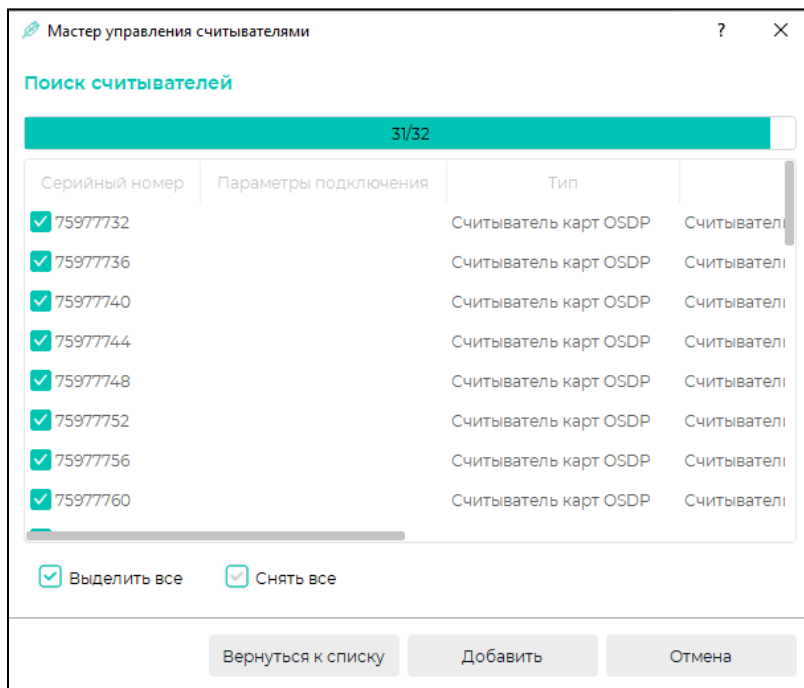 Мастер управления считывателями ?
Поиск считывателей
31/32
Серийный номер Параметры подключения Тип
75977732 Считыватель карт OSDP
75977736 Считыватель карт OSDP
75977740 Считыватель карт OSDP
75977744 Считыватель карт OSDP
75977748 Считыватель карт OSDP
75977752 Считыватель карт OSDP
75977756 Считыватель карт OSDP
75977760 Считыватель карт OSDP
Выделить все Снять все
Вернуться к списку Добавить Отмена